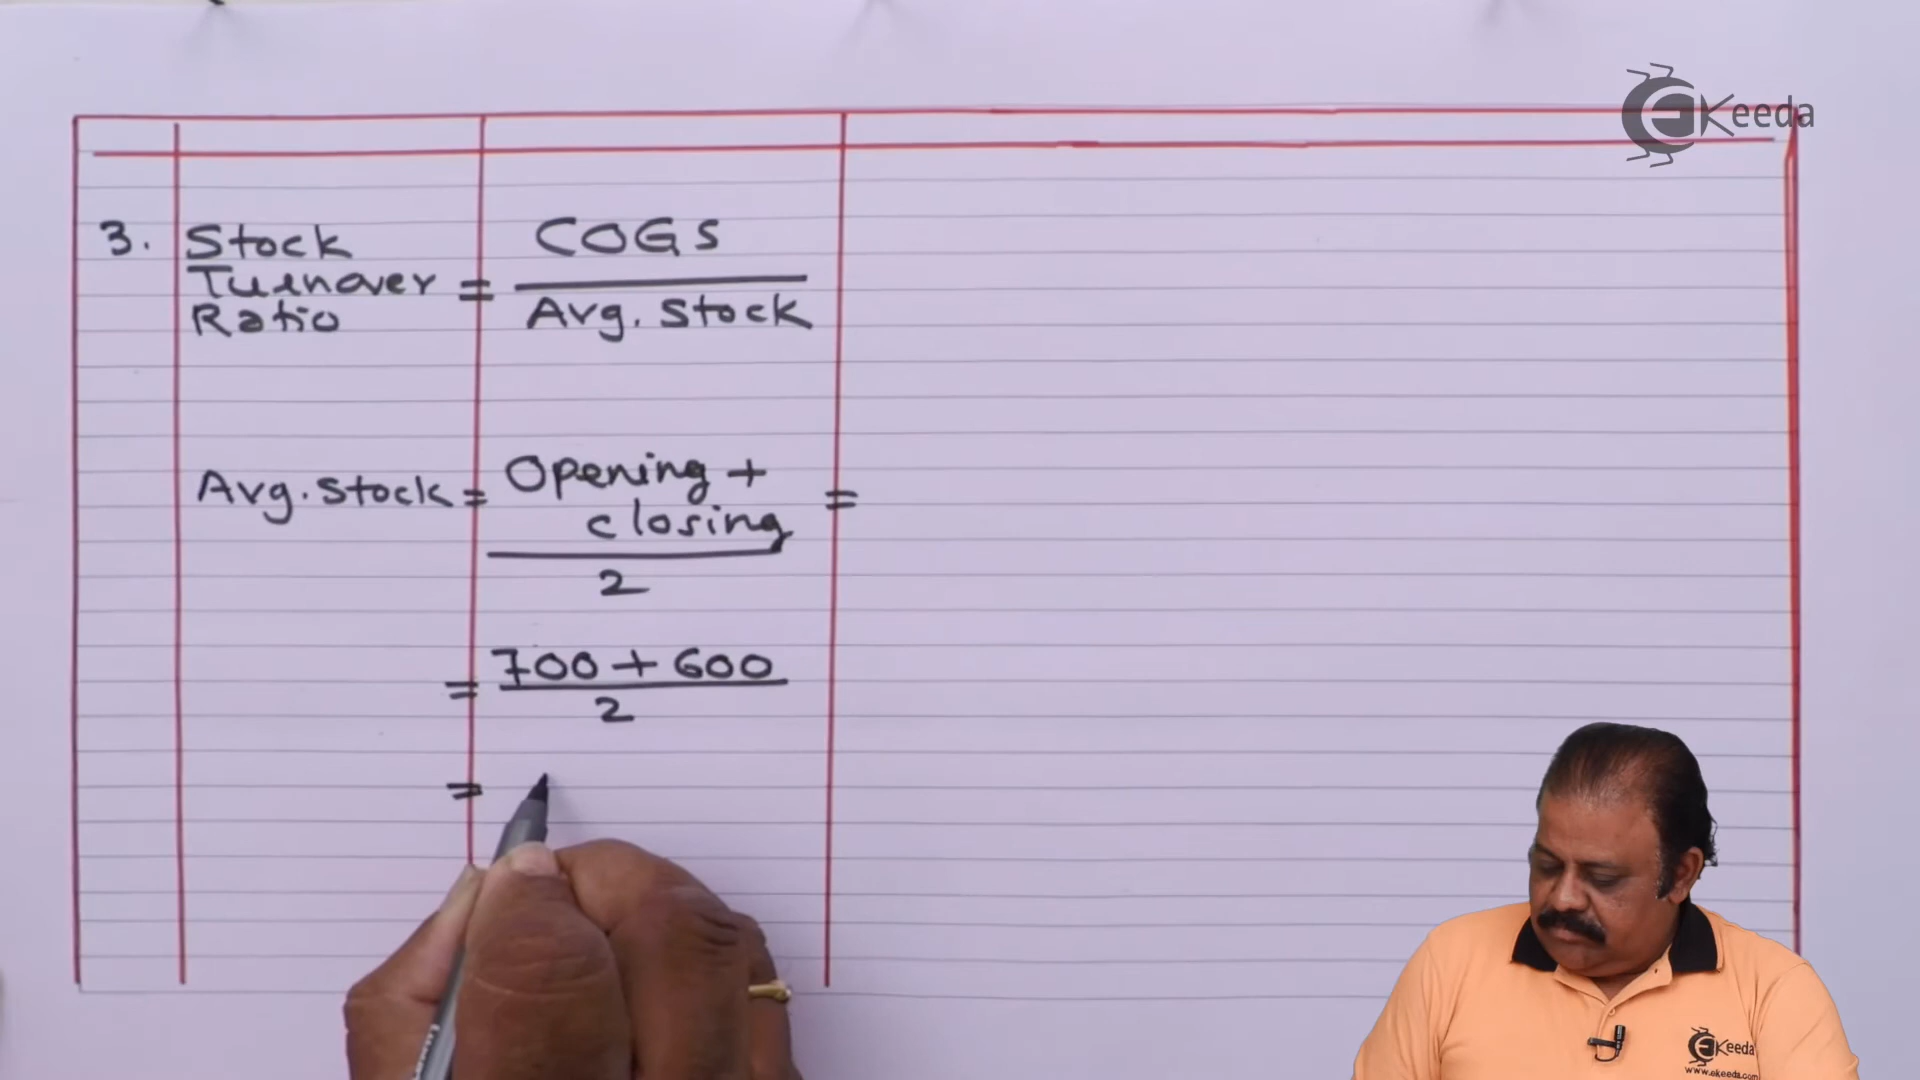 EKeeda
3. Stock Turnover Ratio = COGS / Avg. Stock
Avg. Stock = Opening + closing / 2 =
= 700 + 600 / 2
=
EKeeda
www.ekeeda.com